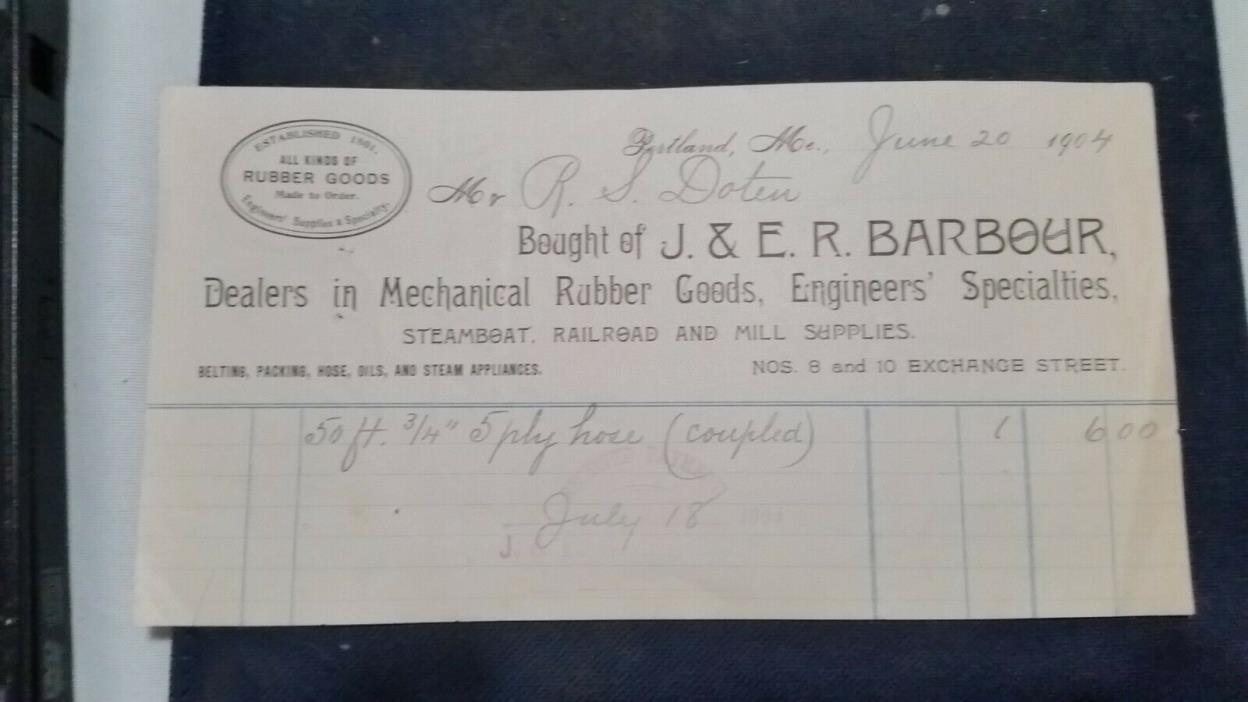 ESTABLISHED 1861.
ALL KINDS OF
RUBBER GOODS
Made to Order.
Engineers' Supplies a Specialty.
Portland, Me., June 20 1904
Mr R. S. Doten
Bought of J. & E. R. BARBOUR,
Dealers in Mechanical Rubber Goods, Engineers' Specialties,
STEAMBOAT, RAILROAD AND MILL SUPPLIES.
BELTING, PACKING, HOSE, OILS, AND STEAM APPLIANCES.
NOS. 8 and 10 EXCHANGE STREET.
50 ft. 3/4" 5 ply hose (coupled) 1 6 00
July 18
J